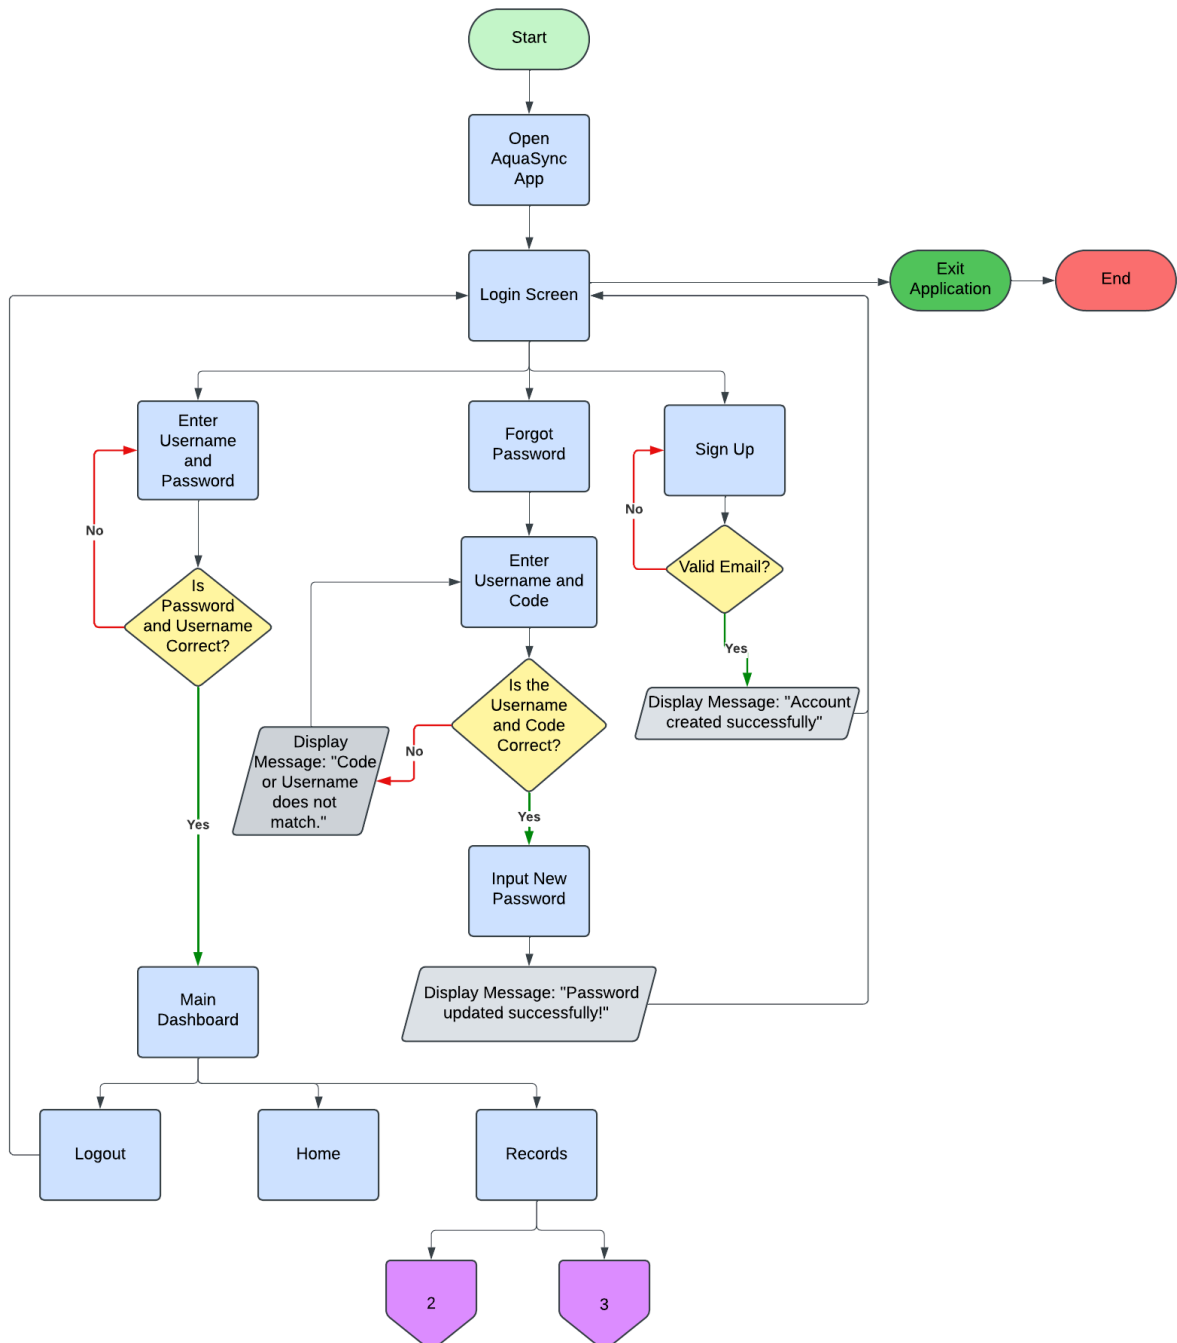 Start
Open
AquaSync
App
Login Screen
Exit
Application
End
Enter
Username
and
Password
Forgot
Password
Sign Up
No
No
Enter
Username and
Code
Valid Email?
Is
Password
and Username
Correct?
Yes
Is the
Username
and Code
Correct?
Display Message: "Account
created successfully"
No
Display
Message: "Code
or Username
does not
match."
Yes
Yes
Input New
Password
Main
Dashboard
Display Message: "Password
updated successfully!"
Logout
Home
Records
2
3